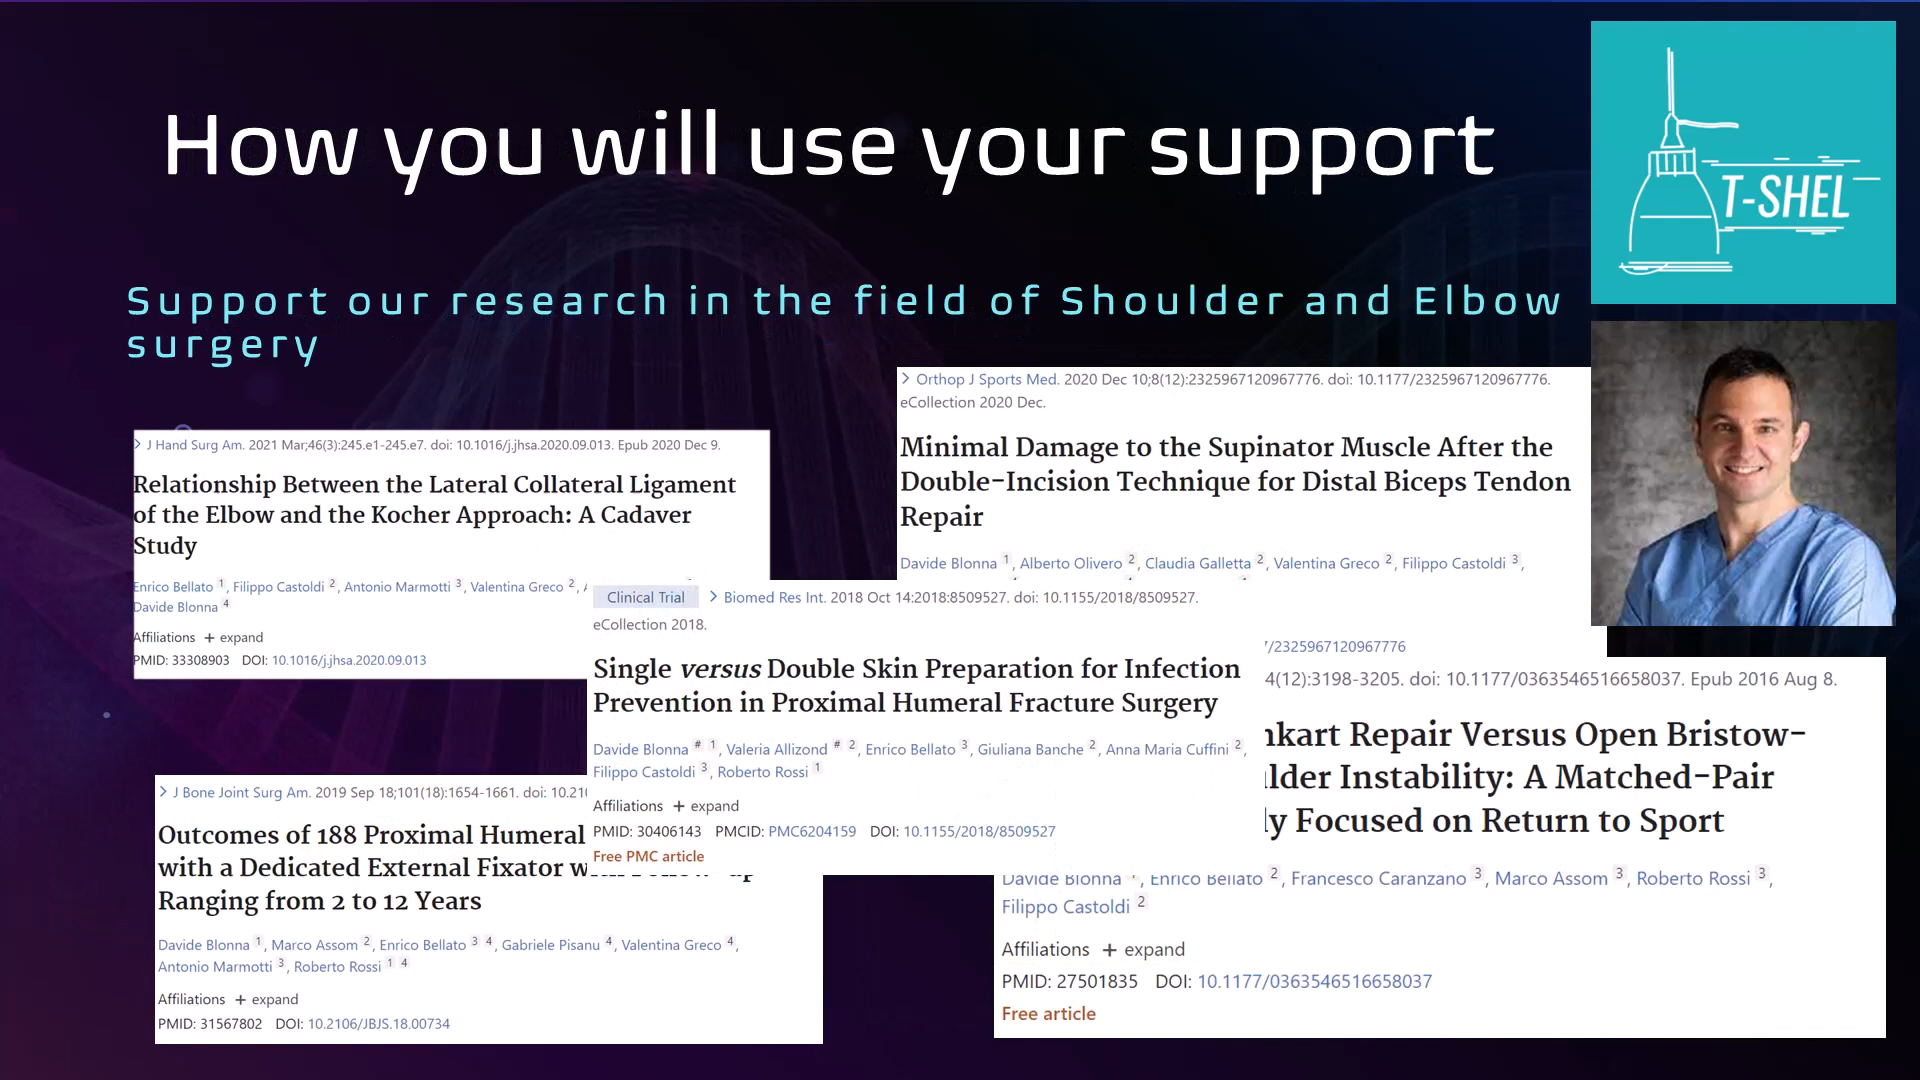 How you will use your support
T-SHEL
Support our research in the field of Shoulder and Elbow
surgery
J Hand Surg Am. 2021 Mar;46(3):245.e1-245.e7. doi: 10.1016/j.jhsa.2020.09.013. Epub 2020 Dec 9.
Relationship Between the Lateral Collateral Ligament
of the Elbow and the Kocher Approach: A Cadaver
Study
Enrico Bellato 1, Filippo Castoldi 2, Antonio Marmotti 3, Valentina Greco 2,
Davide Blonna 4
Affiliations + expand
PMID: 33308903 DOI: 10.1016/j.jhsa.2020.09.013
Orthop J Sports Med. 2020 Dec 10;8(12):2325967120967776. doi: 10.1177/2325967120967776.
eCollection 2020 Dec.
Minimal Damage to the Supinator Muscle After the
Double-Incision Technique for Distal Biceps Tendon
Repair
Davide Blonna 1, Alberto Olivero 2, Claudia Galletta 2, Valentina Greco 2, Filippo Castoldi 3,
/2325967120967776
Clinical Trial > Biomed Res Int. 2018 Oct 14:2018:8509527. doi: 10.1155/2018/8509527.
eCollection 2018.
Single versus Double Skin Preparation for Infection
Prevention in Proximal Humeral Fracture Surgery
Davide Blonna # 1, Valeria Allizond # 2, Enrico Bellato 3, Giuliana Banche 2, Anna Maria Cuffini 2,
Filippo Castoldi 3, Roberto Rossi 1
Affiliations + expand
PMID: 30406143 PMCID: PMC6204159 DOI: 10.1155/2018/8509527
Free PMC article
J Bone Joint Surg Am. 2019 Sep 18;101(18):1654-1661. doi: 10.210
Outcomes of 188 Proximal Humeral
with a Dedicated External Fixator
Ranging from 2 to 12 Years
Davide Blonna 1, Marco Assom 2, Enrico Bellato 3 4, Gabriele Pisanu 4, Valentina Greco 4,
Antonio Marmotti 3, Roberto Rossi 1 4
Affiliations + expand
PMID: 31567802 DOI: 10.2106/JBJS.18.00734
4(12):3198-3205. doi: 10.1177/0363546516658037. Epub 2016 Aug 8.
nkart Repair Versus Open Bristow-
lder Instability: A Matched-Pair
ly Focused on Return to Sport
Davide Blonna, Enrico Bellato 2, Francesco Caranzano 3, Marco Assom 3, Roberto Rossi 3,
Filippo Castoldi 2
Affiliations + expand
PMID: 27501835 DOI: 10.1177/0363546516658037
Free article